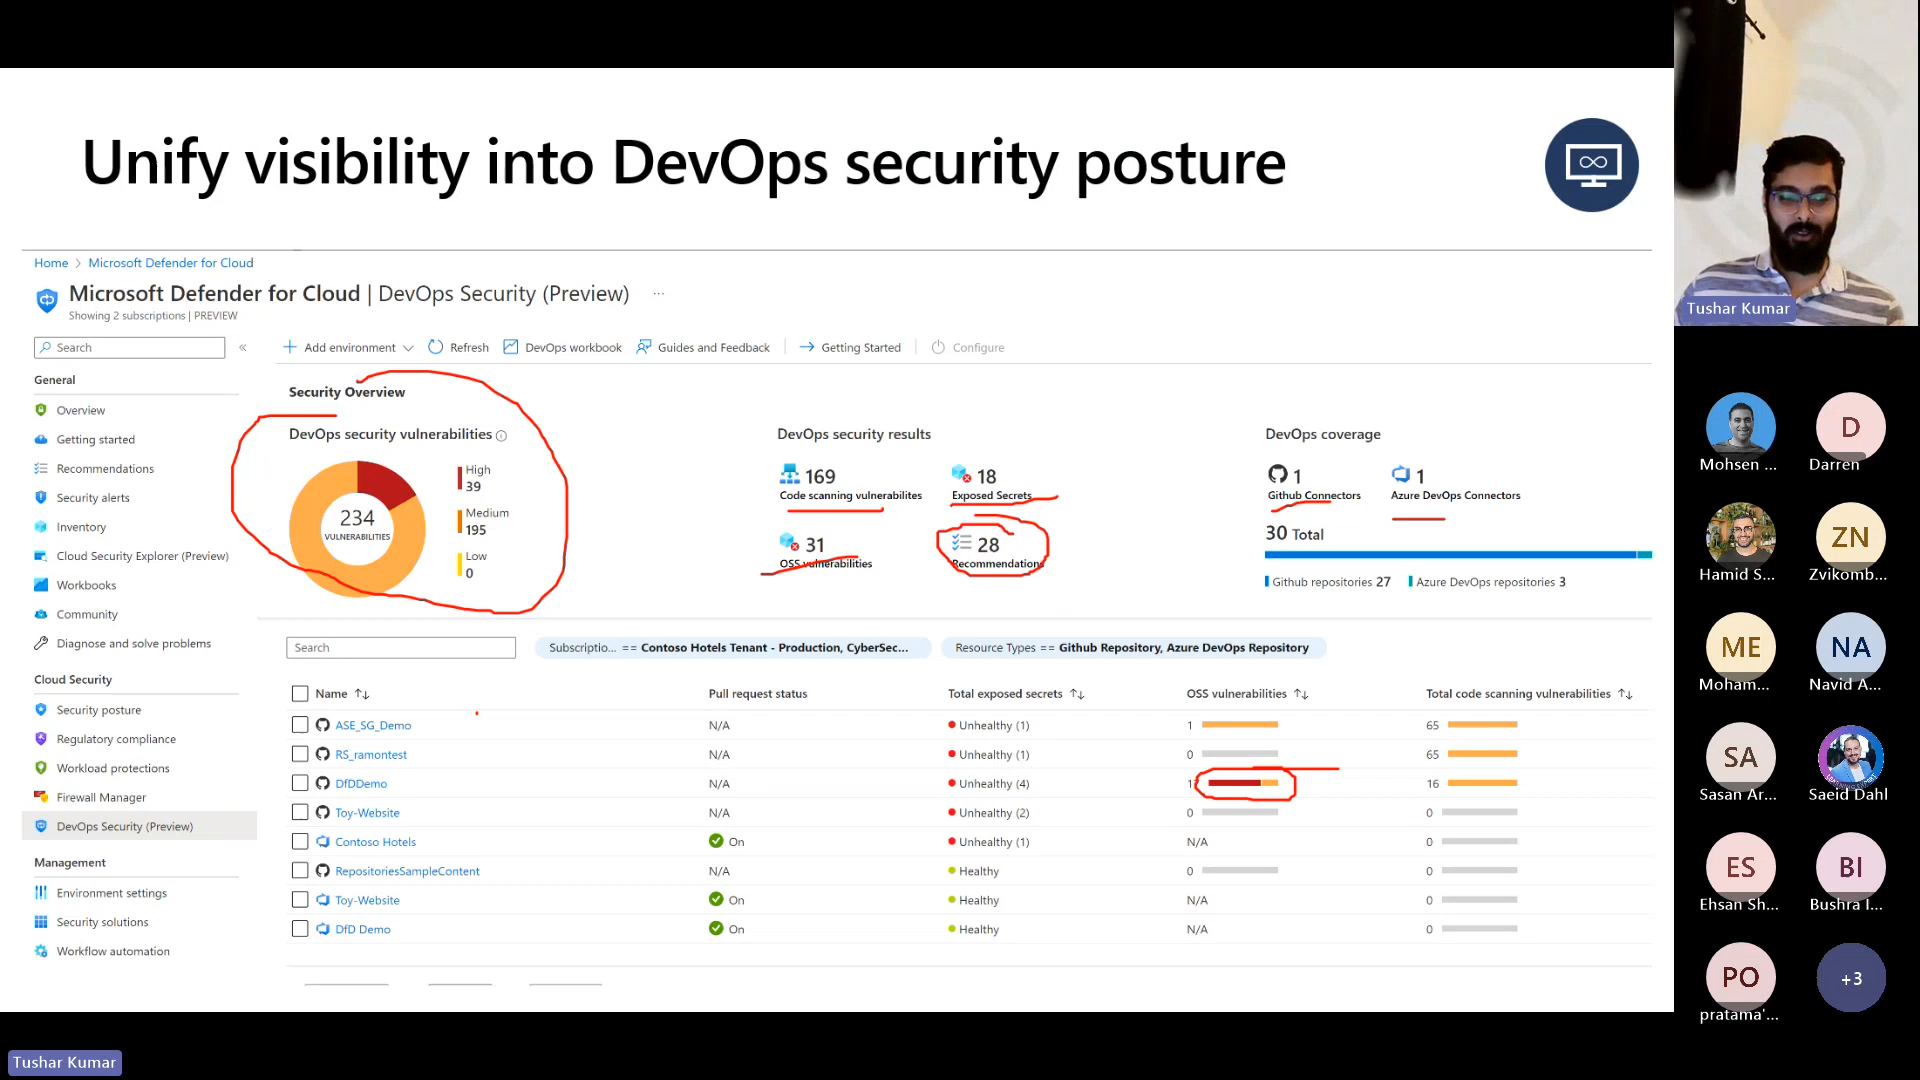 Unify visibility into DevOps security posture
Home > Microsoft Defender for Cloud
Microsoft Defender for Cloud | DevOps Security (Preview) ...
Showing 2 subscriptions | PREVIEW
Search «
General
Overview
Getting started
Recommendations
Security alerts
Inventory
Cloud Security Explorer (Preview)
Workbooks
Community
Diagnose and solve problems
Cloud Security
Security posture
Regulatory compliance
Workload protections
Firewall Manager
DevOps Security (Preview)
Management
Environment settings
Security solutions
Workflow automation
Add environment Refresh DevOps workbook Guides and Feedback Getting Started Configure
Security Overview
DevOps security vulnerabilities
234
VULNERABILITIES
High
39
Medium
195
Low
0
DevOps security results
169
Code scanning vulnerabilites
18
Exposed Secrets
31
OSS vulnerabilities
28
Recommendations
DevOps coverage
1
Github Connectors
1
Azure DevOps Connectors
30 Total
Github repositories 27 Azure DevOps repositories 3
Search Subscriptio... == Contoso Hotels Tenant - Production, CyberSec... Resource Types == Github Repository, Azure DevOps Repository
Name Pull request status Total exposed secrets OSS vulnerabilities Total code scanning vulnerabilities
ASE_SG_Demo N/A Unhealthy (1) 1 65
RS_ramontest N/A Unhealthy (1) 0 65
DfDDemo N/A Unhealthy (4) 16
Toy-Website N/A Unhealthy (2) 0 0
Contoso Hotels On Unhealthy (1) N/A 0
RepositoriesSampleContent N/A Healthy 0 0
Toy-Website On Healthy N/A 0
DfD Demo On Healthy N/A 0
Tushar Kumar
Mohsen ...
D
Darren
Hamid S...
ZN
Zvikomb...
ME
Moham...
NA
Navid A...
SA
Sasan Ar...
Saeid Dahl
ES
Ehsan Sh...
BI
Bushra I...
PO
pratama'...
+3
Tushar Kumar